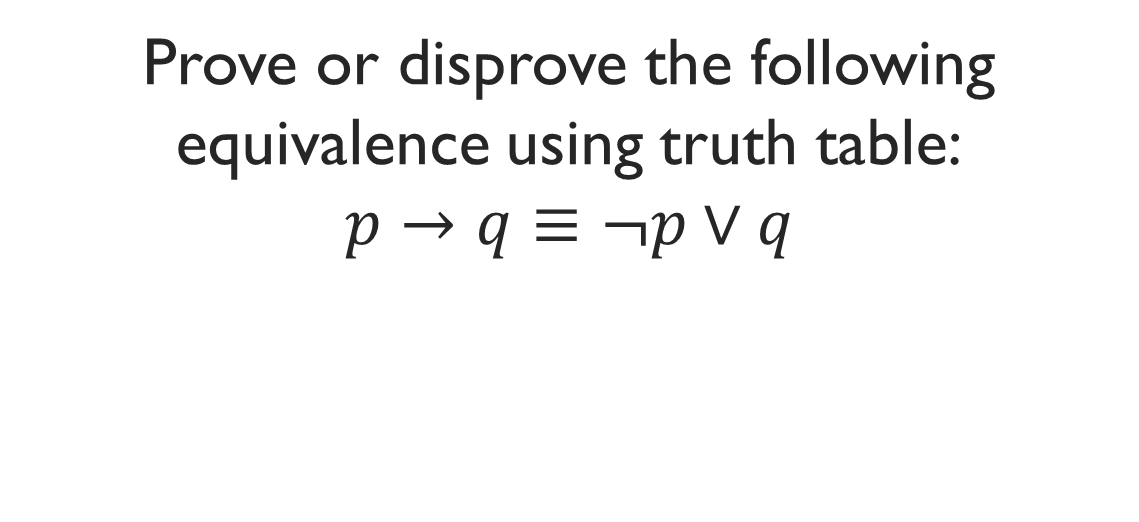 Prove or disprove the following
equivalence using truth table:
𝑝 → 𝑞 ≡ ¬𝑝 ∨ 𝑞